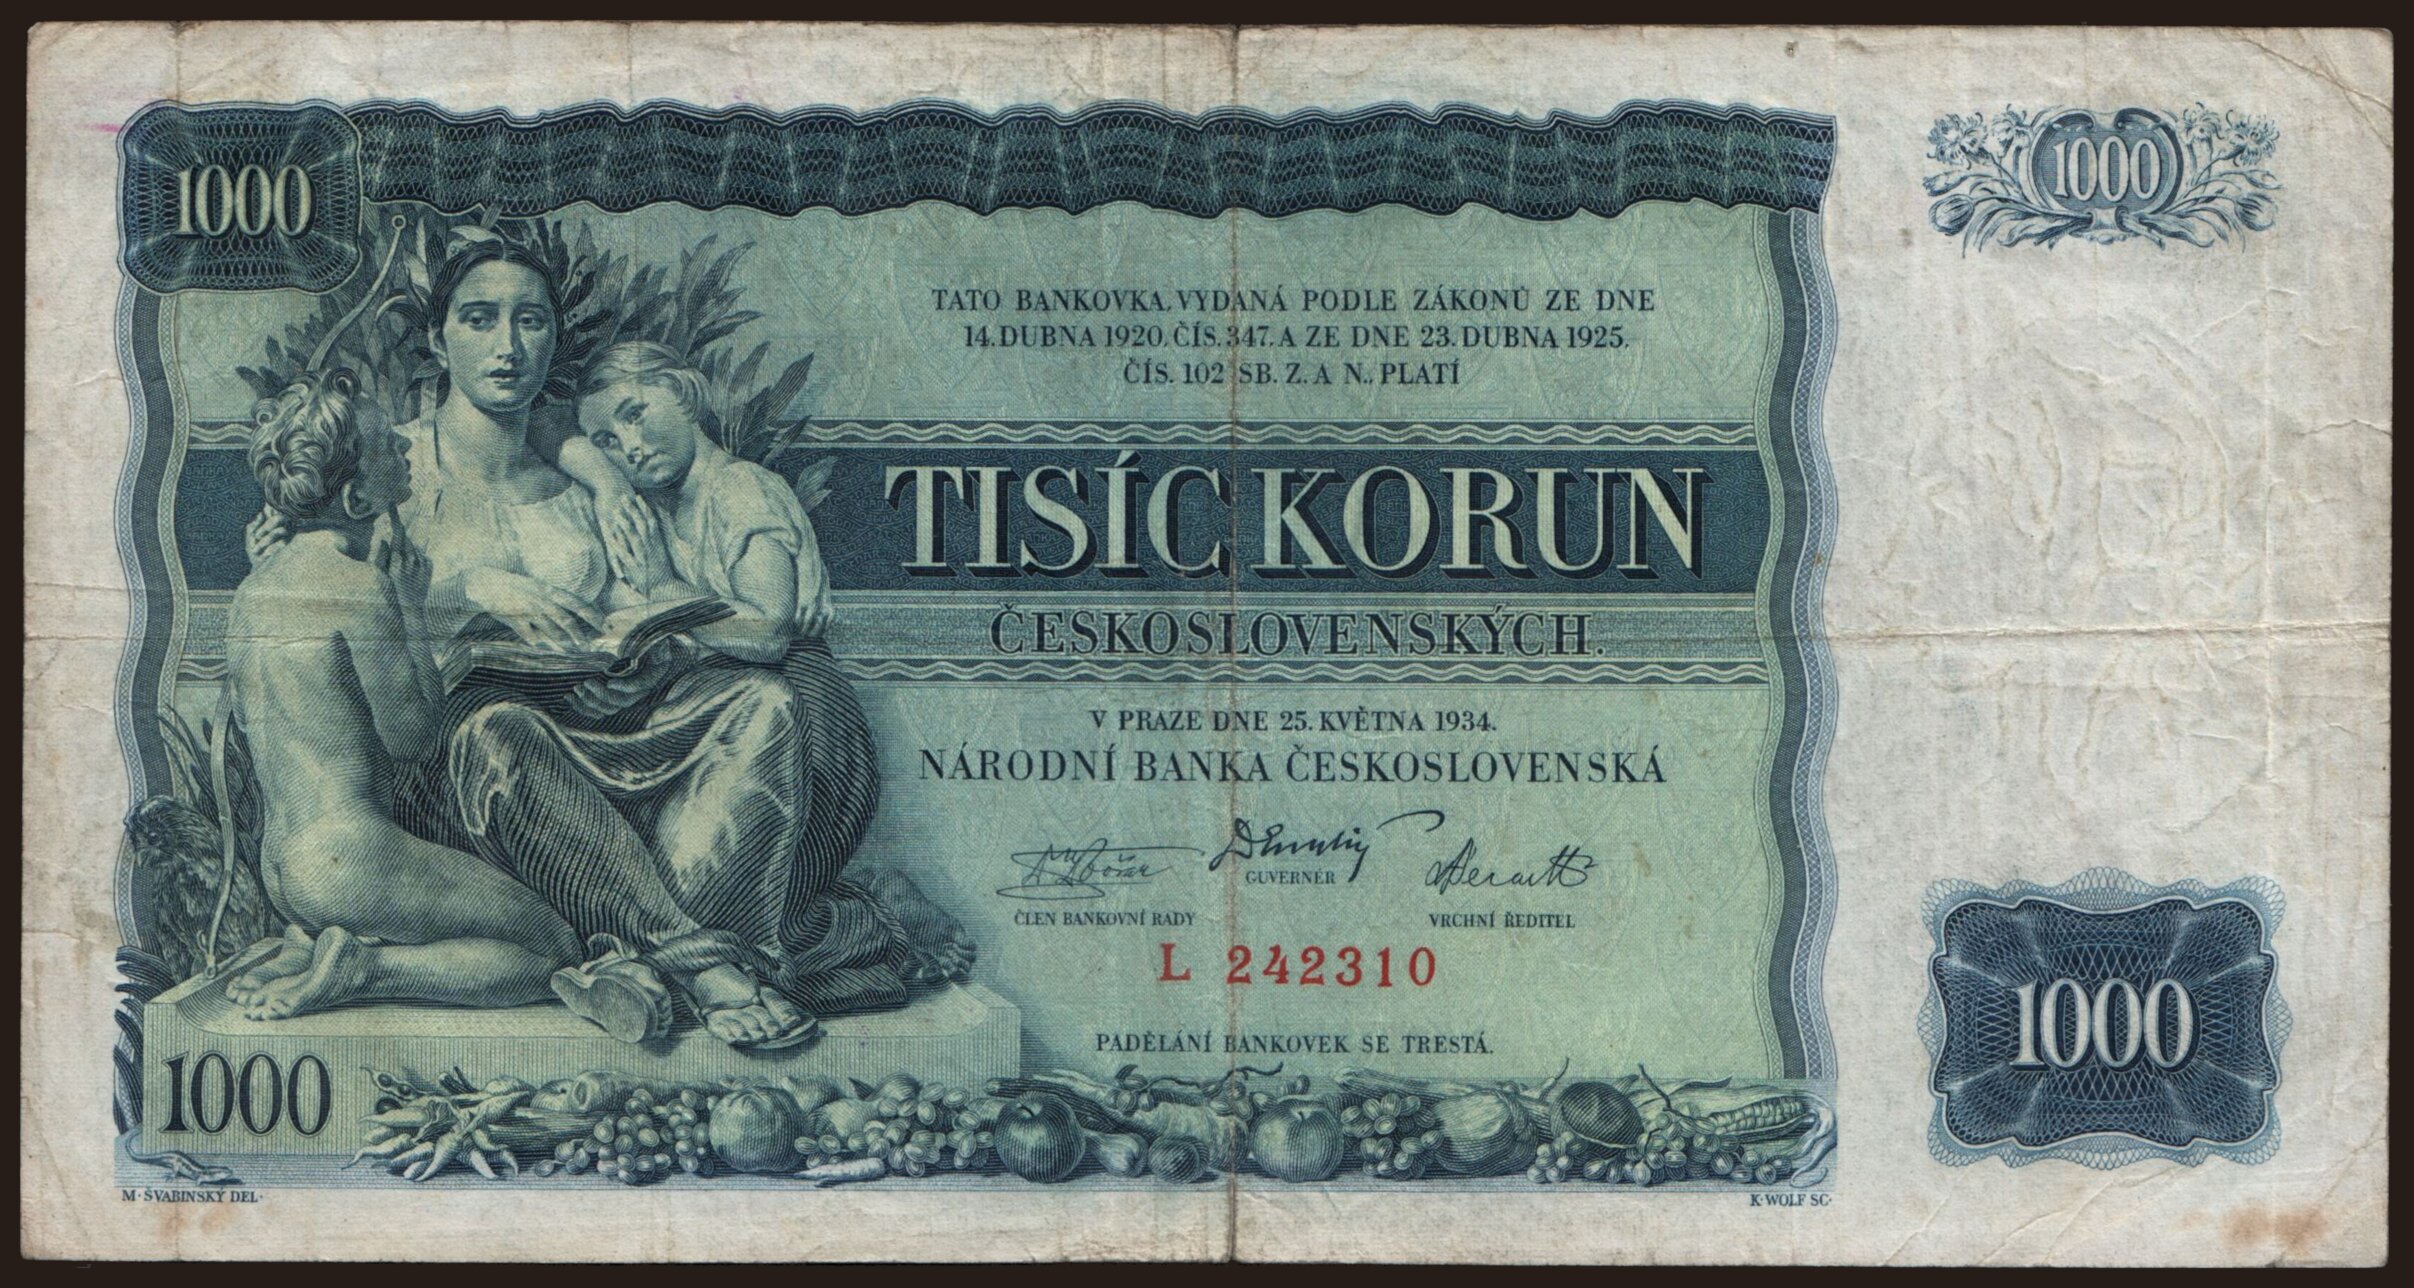 1000
1000
TATO BANKOVKA, VYDANÁ PODLE ZÁKONŮ ZE DNE
14. DUBNA 1920, ČÍS. 347, A ZE DNE 23. DUBNA 1925,
ČÍS. 102 SB. Z. A N., PLATÍ
TISÍC KORUN
ČESKOSLOVENSKÝCH.
V PRAZE DNE 25. KVĚTNA 1934.
NÁRODNÍ BANKA ČESKOSLOVENSKÁ
GUVERNÉR
ČLEN BANKOVNÍ RADY
VRCHNÍ ŘEDITEL
L 242310
PADĚLÁNÍ BANKOVEK SE TRESTÁ.
1000
1000
M·ŠVABINSKÝ DEL·
K·WOLF SC·